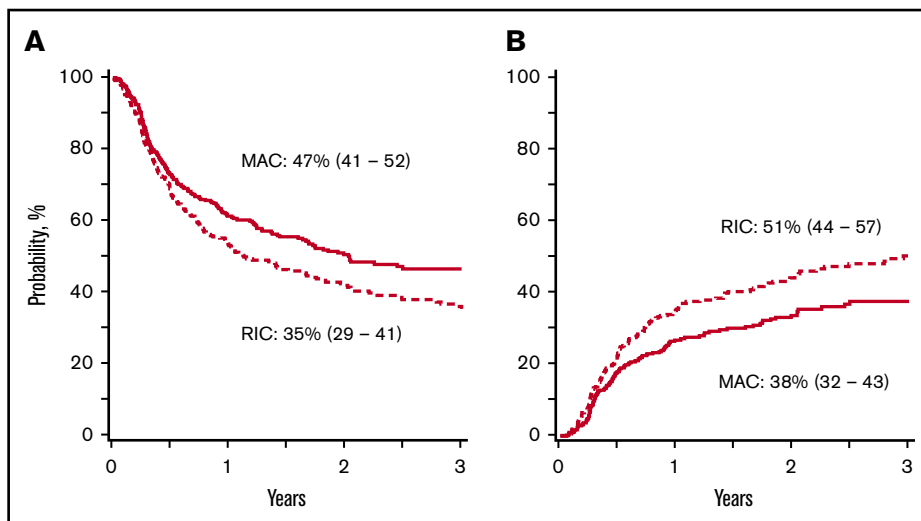 A
B
Probability, %
100
80
60
40
20
0
MAC: 47% (41 – 52)
RIC: 35% (29 – 41)
0 1 2 3
Years
100
80
60
40
20
0
RIC: 51% (44 – 57)
MAC: 38% (32 – 43)
0 1 2 3
Years